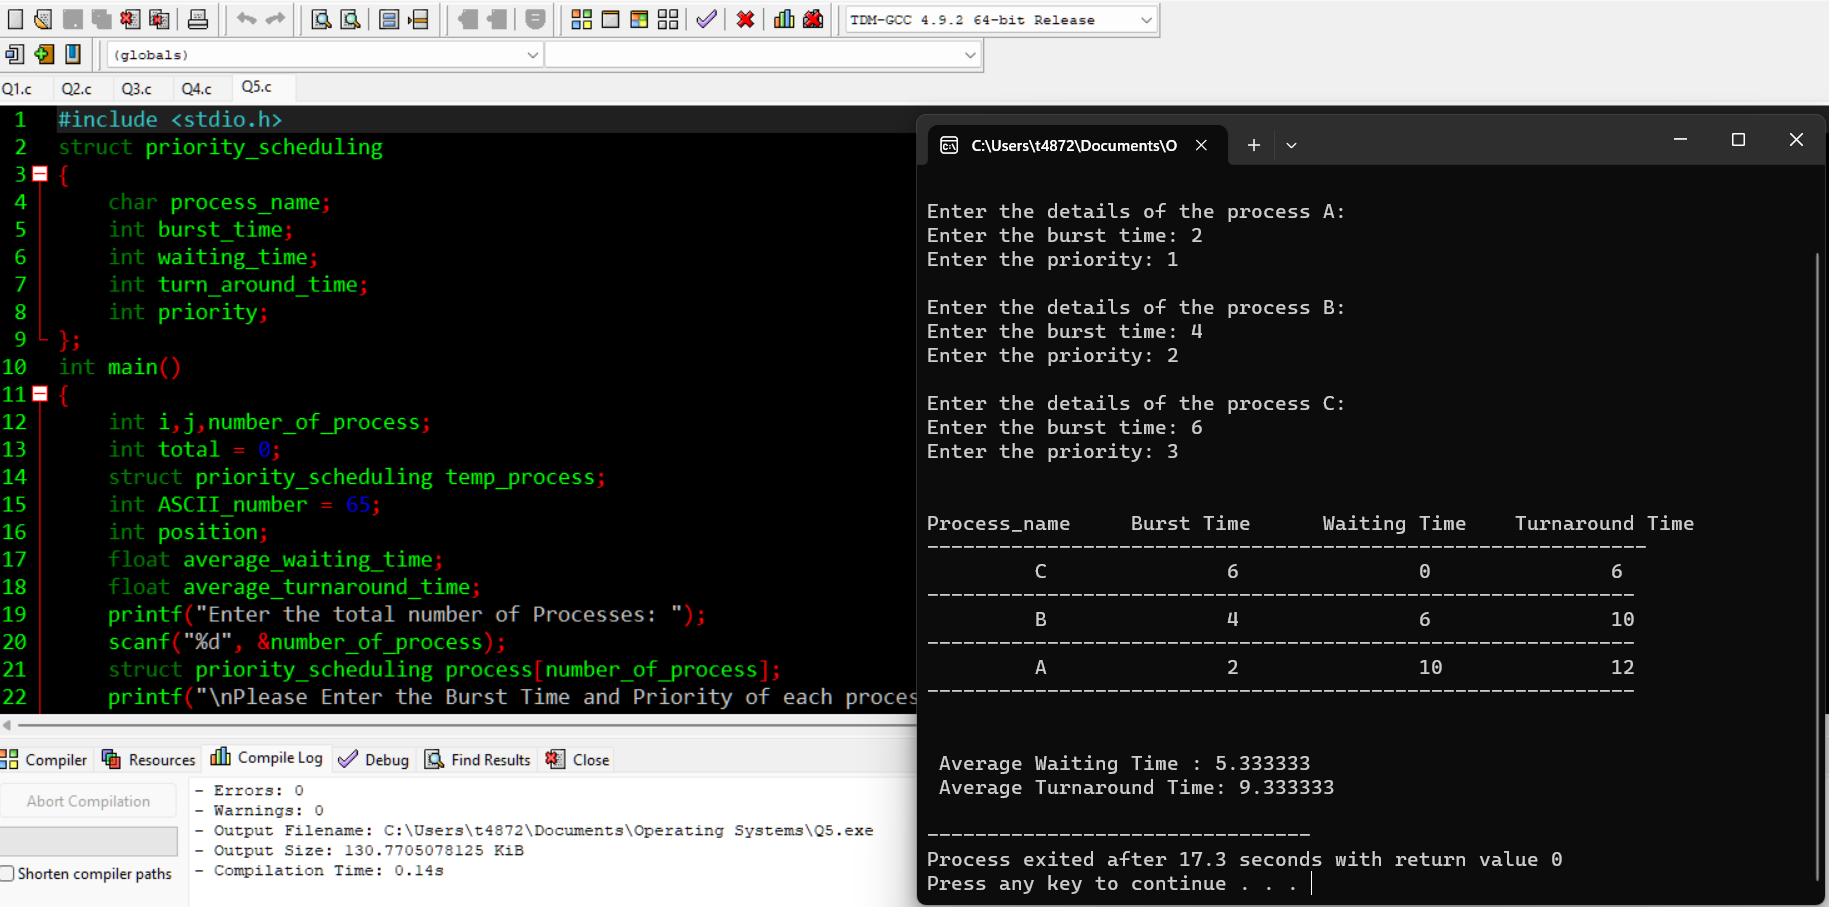 TDM-GCC 4.9.2 64-bit Release
(globals)
Q1.c Q2.c Q3.c Q4.c Q5.c
1 #include <stdio.h>
2 struct priority_scheduling
3 {
4 char process_name;
5 int burst_time;
6 int waiting_time;
7 int turn_around_time;
8 int priority;
9 };
10 int main()
11 {
12 int i,j,number_of_process;
13 int total = 0;
14 struct priority_scheduling temp_process;
15 int ASCII_number = 65;
16 int position;
17 float average_waiting_time;
18 float average_turnaround_time;
19 printf("Enter the total number of Processes: ");
20 scanf("%d", &number_of_process);
21 struct priority_scheduling process[number_of_process];
22 printf("\nPlease Enter the Burst Time and Priority of each proces
Compiler Resources Compile Log Debug Find Results Close
Abort Compilation
Shorten compiler paths
- Errors: 0
- Warnings: 0
- Output Filename: C:\Users\t4872\Documents\Operating Systems\Q5.exe
- Output Size: 130.7705078125 KiB
- Compilation Time: 0.14s
C:\Users\t4872\Documents\O
Enter the details of the process A:
Enter the burst time: 2
Enter the priority: 1
Enter the details of the process B:
Enter the burst time: 4
Enter the priority: 2
Enter the details of the process C:
Enter the burst time: 6
Enter the priority: 3
Process_name Burst Time Waiting Time Turnaround Time
------------------------------------------------------------
C 6 0 6
-----------------------------------------------------------
B 4 6 10
-----------------------------------------------------------
A 2 10 12
-----------------------------------------------------------
Average Waiting Time : 5.333333
Average Turnaround Time: 9.333333
--------------------------------
Process exited after 17.3 seconds with return value 0
Press any key to continue . . .